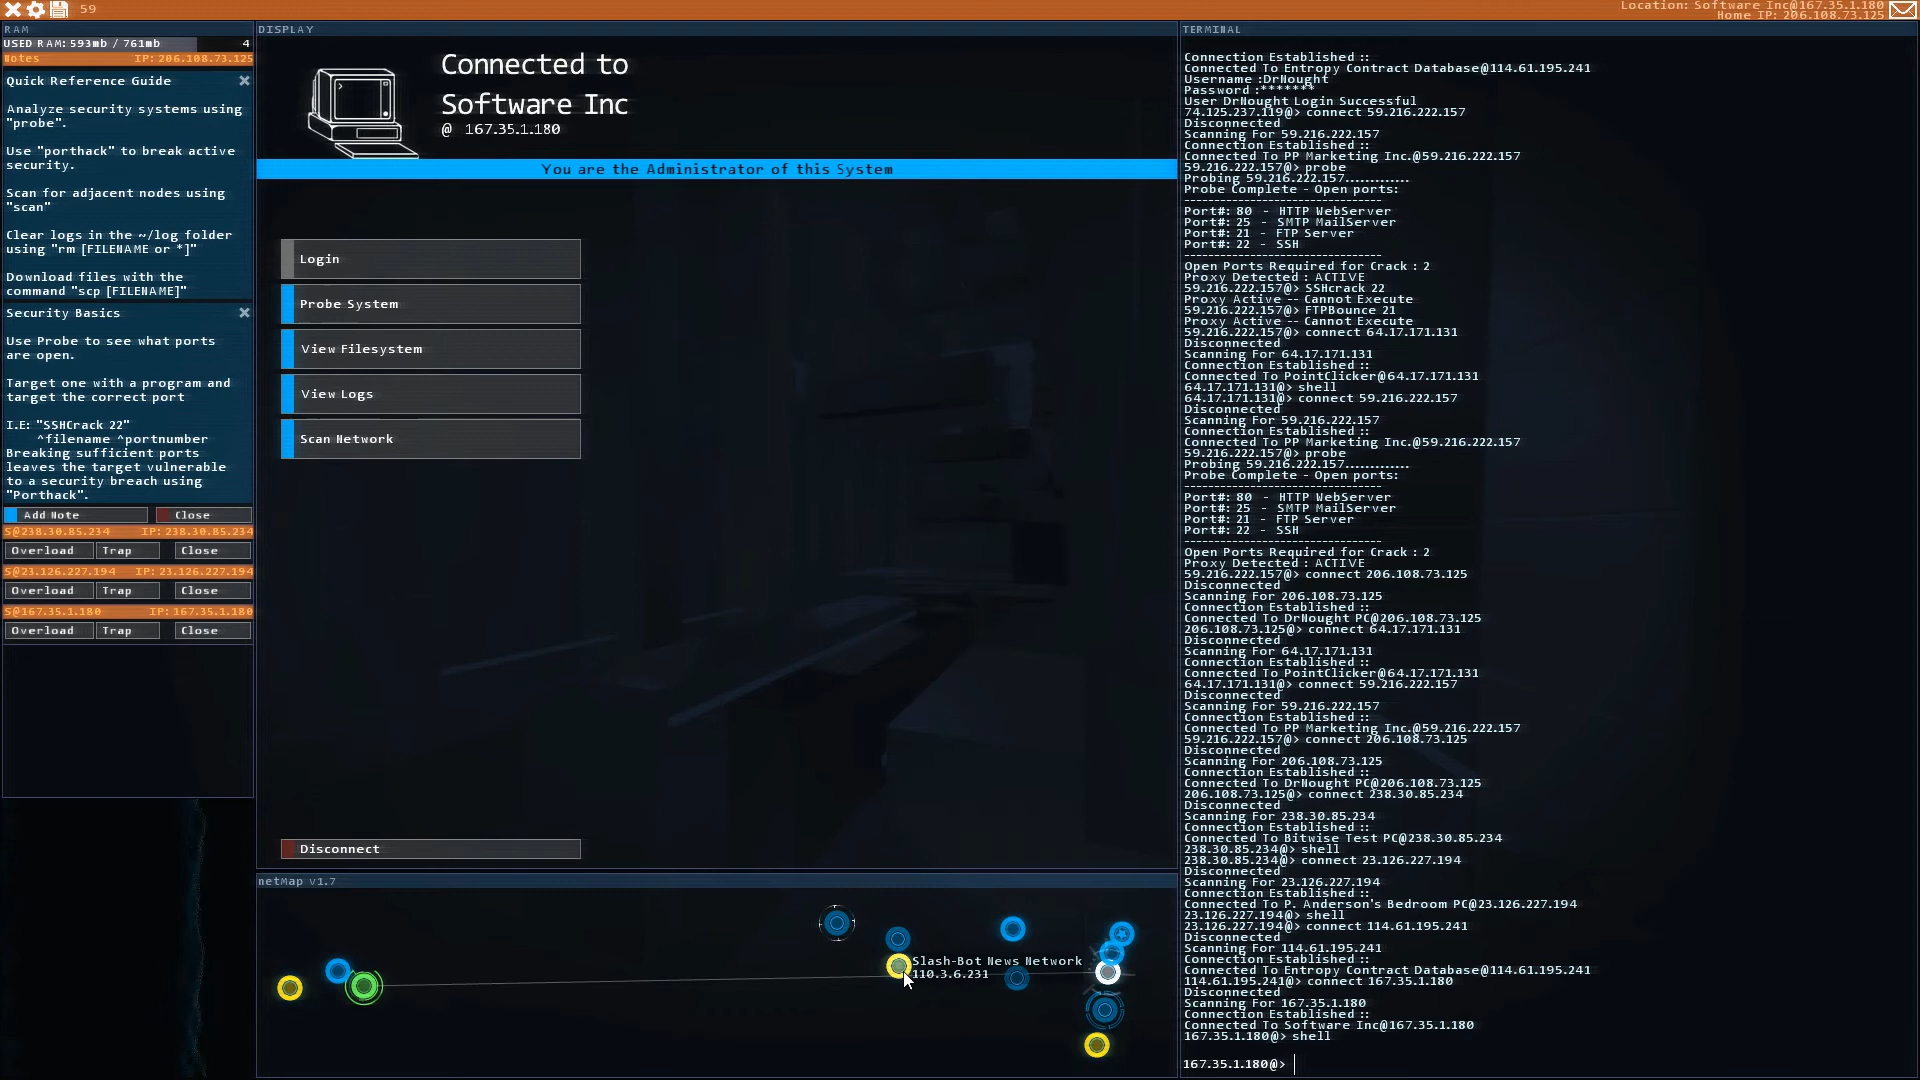 59
Location: Software Inc@167.35.1.180
Home IP: 206.108.73.125
RAM
USED RAM: 593mb / 761mb 4
Notes IP: 206.108.73.125
Quick Reference Guide
Analyze security systems using
"probe".
Use "porthack" to break active
security.
Scan for adjacent nodes using
"scan"
Clear logs in the ~/log folder
using "rm [FILENAME or *]"
Download files with the
command "scp [FILENAME]"
Security Basics
Use Probe to see what ports
are open.
Target one with a program and
target the correct port
I.E: "SSHCrack 22"
^filename ^portnumber
Breaking sufficient ports
leaves the target vulnerable
to a security breach using
"Porthack".
Add Note Close
S@238.30.85.234 IP: 238.30.85.234
Overload Trap Close
S@23.126.227.194 IP: 23.126.227.194
Overload Trap Close
S@167.35.1.180 IP: 167.35.1.180
Overload Trap Close
DISPLAY
Connected to
Software Inc
@ 167.35.1.180
You are the Administrator of this System
Login
Probe System
View Filesystem
View Logs
Scan Network
Disconnect
netMap v1.7
Slash-Bot News Network
110.3.6.231
TERMINAL
Connection Established ::
Connected To Entropy Contract Database@114.61.195.241
Username :DrNought
Password :*******
User DrNought Login Successful
74.125.237.119@> connect 59.216.222.157
Disconnected
Scanning For 59.216.222.157
Connection Established ::
Connected To PP Marketing Inc.@59.216.222.157
59.216.222.157@> probe
Probing 59.216.222.157.............
Probe Complete - Open ports:
---------------------------------
Port#: 80 - HTTP WebServer
Port#: 25 - SMTP MailServer
Port#: 21 - FTP Server
Port#: 22 - SSH
---------------------------------
Open Ports Required for Crack : 2
Proxy Detected : ACTIVE
59.216.222.157@> SSHcrack 22
Proxy Active -- Cannot Execute
59.216.222.157@> FTPBounce 21
Proxy Active -- Cannot Execute
59.216.222.157@> connect 64.17.171.131
Disconnected
Scanning For 64.17.171.131
Connection Established ::
Connected To PointClicker@64.17.171.131
64.17.171.131@> shell
64.17.171.131@> connect 59.216.222.157
Disconnected
Scanning For 59.216.222.157
Connection Established ::
Connected To PP Marketing Inc.@59.216.222.157
59.216.222.157@> probe
Probing 59.216.222.157.............
Probe Complete - Open ports:
---------------------------------
Port#: 80 - HTTP WebServer
Port#: 25 - SMTP MailServer
Port#: 21 - FTP Server
Port#: 22 - SSH
---------------------------------
Open Ports Required for Crack : 2
Proxy Detected : ACTIVE
59.216.222.157@> connect 206.108.73.125
Disconnected
Scanning For 206.108.73.125
Connection Established ::
Connected To DrNought PC@206.108.73.125
206.108.73.125@> connect 64.17.171.131
Disconnected
Scanning For 64.17.171.131
Connection Established ::
Connected To PointClicker@64.17.171.131
64.17.171.131@> connect 59.216.222.157
Disconnected
Scanning For 59.216.222.157
Connection Established ::
Connected To PP Marketing Inc.@59.216.222.157
59.216.222.157@> connect 206.108.73.125
Disconnected
Scanning For 206.108.73.125
Connection Established ::
Connected To DrNought PC@206.108.73.125
206.108.73.125@> connect 238.30.85.234
Disconnected
Scanning For 238.30.85.234
Connection Established ::
Connected To Bitwise Test PC@238.30.85.234
238.30.85.234@> shell
238.30.85.234@> connect 23.126.227.194
Disconnected
Scanning For 23.126.227.194
Connection Established ::
Connected To P. Anderson's Bedroom PC@23.126.227.194
23.126.227.194@> shell
23.126.227.194@> connect 114.61.195.241
Disconnected
Scanning For 114.61.195.241
Connection Established ::
Connected To Entropy Contract Database@114.61.195.241
114.61.195.241@> connect 167.35.1.180
Disconnected
Scanning For 167.35.1.180
Connection Established ::
Connected To Software Inc@167.35.1.180
167.35.1.180@> shell
167.35.1.180@>